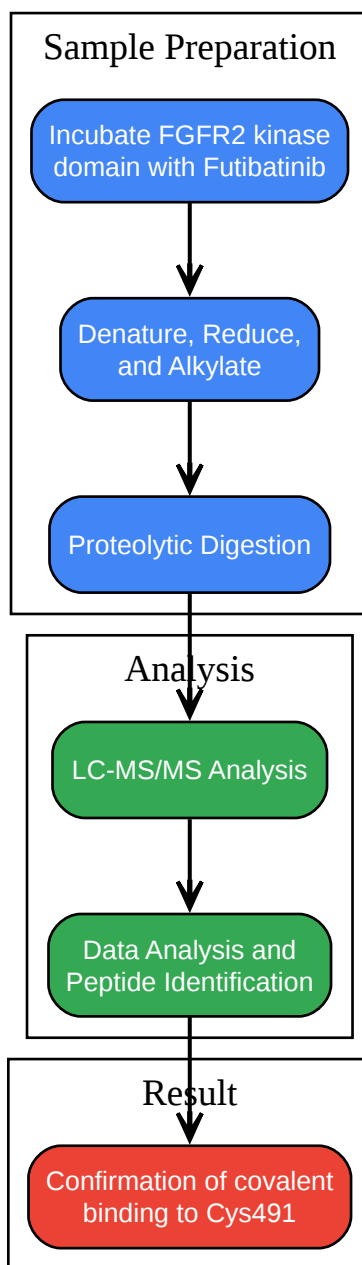 Sample Preparation
Incubate FGFR2 kinase
domain with Futibatinib
Denature, Reduce,
and Alkylate
Proteolytic Digestion
Analysis
LC-MS/MS Analysis
Data Analysis and
Peptide Identification
Result
Confirmation of covalent
binding to Cys491